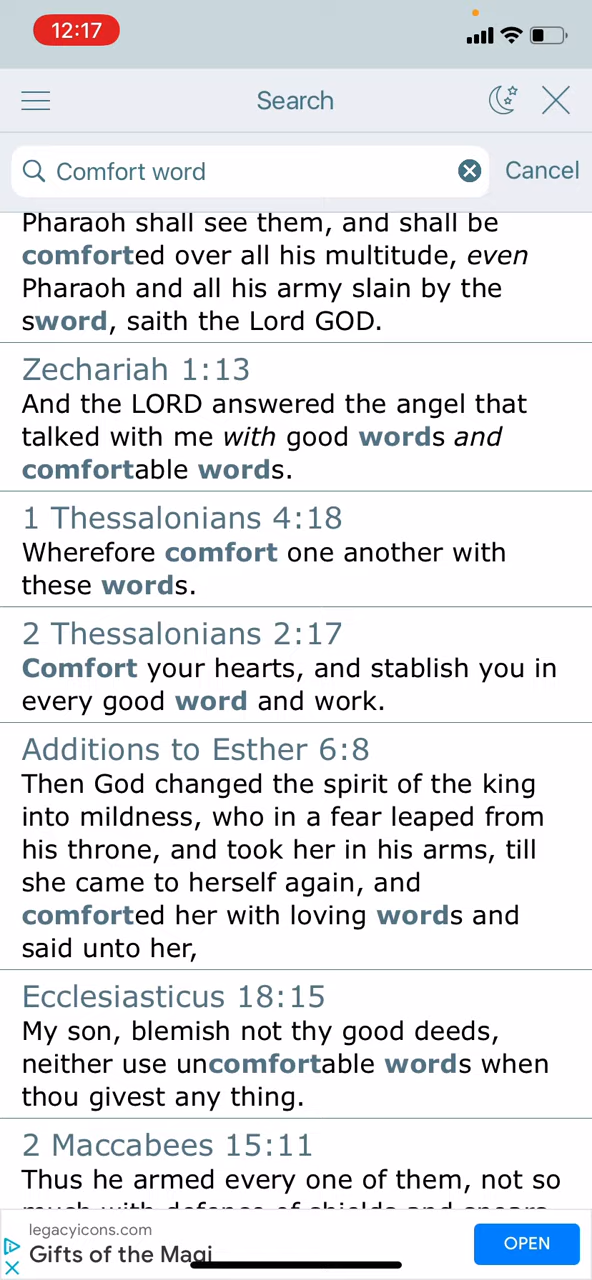 12:17
Search
Comfort word
Cancel
Pharaoh shall see them, and shall be
comforted over all his multitude, even
Pharaoh and all his army slain by the
sword, saith the Lord GOD.
Zechariah 1:13
And the LORD answered the angel that
talked with me with good words and
comfortable words.
1 Thessalonians 4:18
Wherefore comfort one another with
these words.
2 Thessalonians 2:17
Comfort your hearts, and stablish you in
every good word and work.
Additions to Esther 6:8
Then God changed the spirit of the king
into mildness, who in a fear leaped from
his throne, and took her in his arms, till
she came to herself again, and
comforted her with loving words and
said unto her,
Ecclesiasticus 18:15
My son, blemish not thy good deeds,
neither use uncomfortable words when
thou givest any thing.
2 Maccabees 15:11
Thus he armed every one of them, not so
much with defence of shields and spears
legacyicons.com
Gifts of the Magi
OPEN